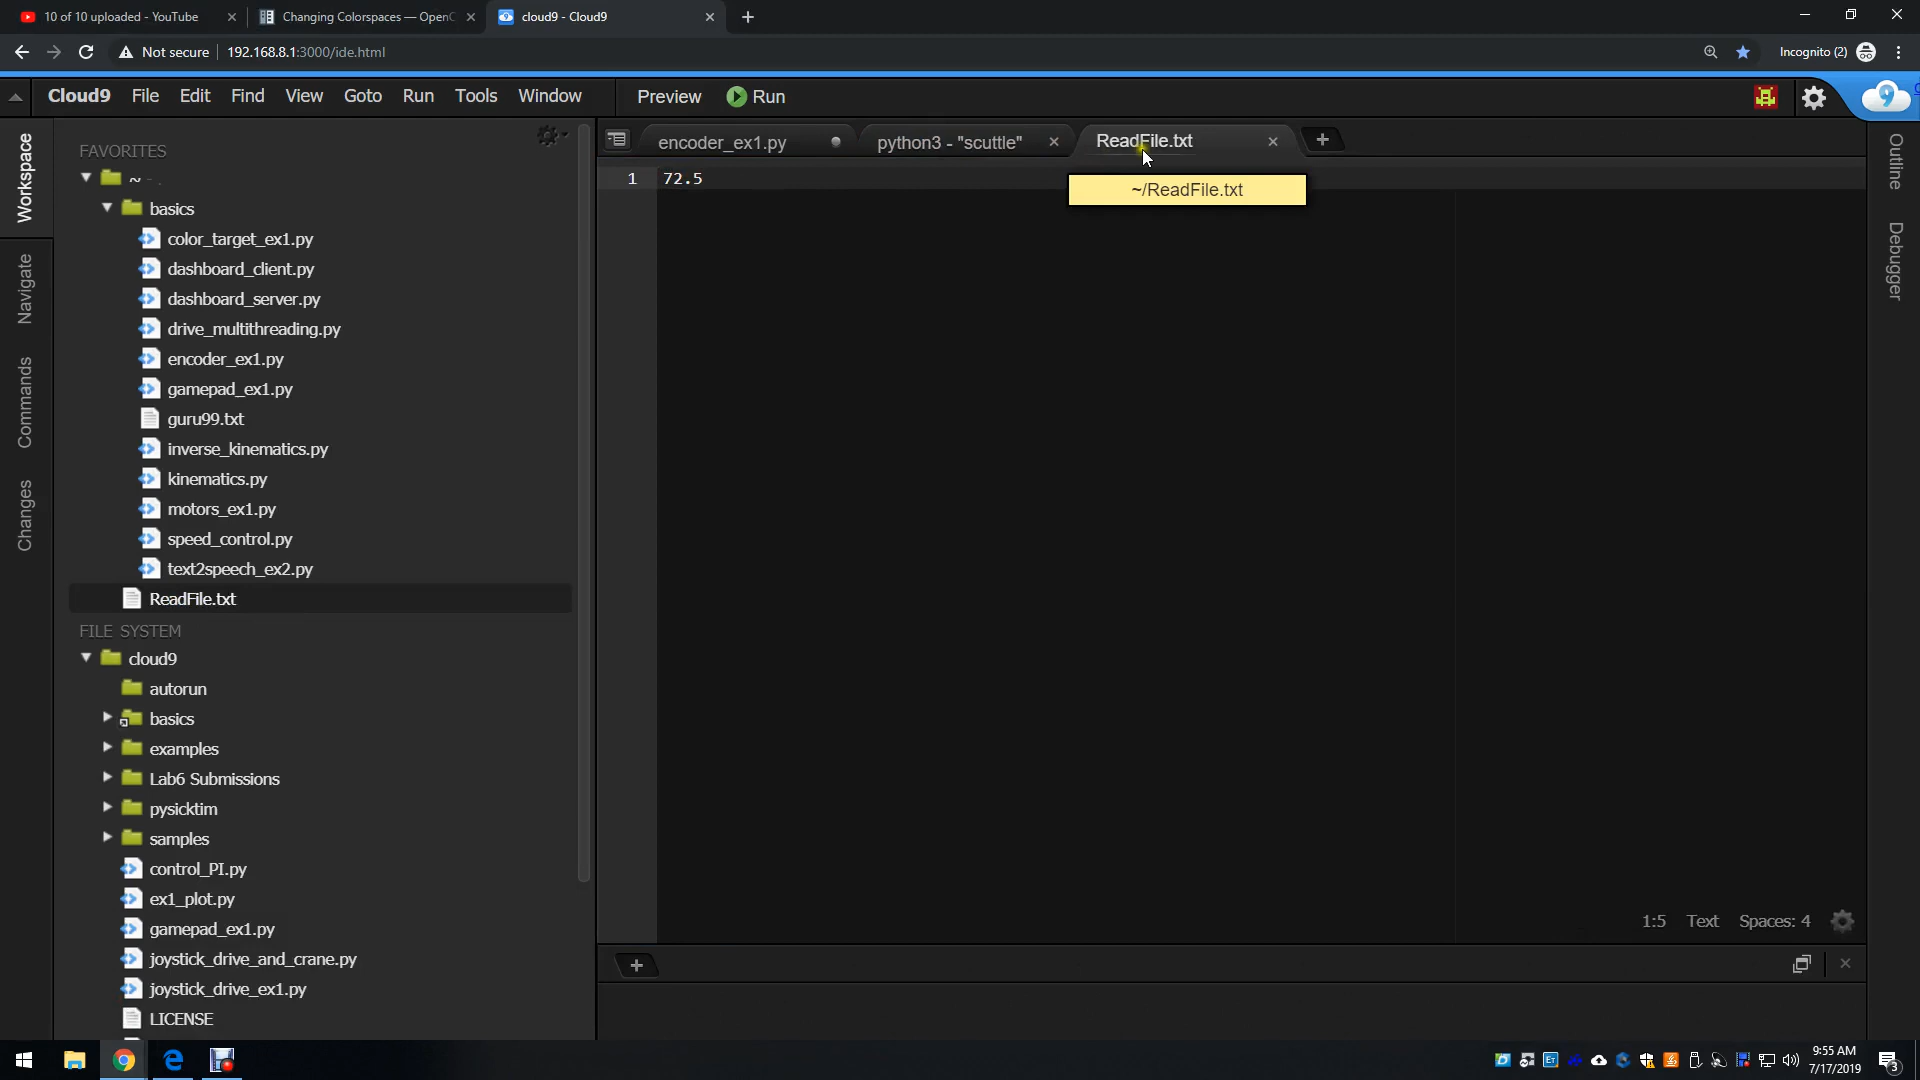 10 of 10 uploaded - YouTube
Changing Colorspaces — OpenC
cloud9 - Cloud9
Not secure
192.168.8.1:3000/ide.html
Incognito (2)
Cloud9 File Edit Find View Goto Run Tools Window Preview Run
9
Workspace
Navigate
Commands
Changes
FAVORITES
~
basics
color_target_ex1.py
dashboard_client.py
dashboard_server.py
drive_multithreading.py
encoder_ex1.py
gamepad_ex1.py
guru99.txt
inverse_kinematics.py
kinematics.py
motors_ex1.py
speed_control.py
text2speech_ex2.py
ReadFile.txt
FILE SYSTEM
cloud9
autorun
basics
examples
Lab6 Submissions
pysicktim
samples
control_PI.py
ex1_plot.py
gamepad_ex1.py
joystick_drive_and_crane.py
joystick_drive_ex1.py
LICENSE
encoder_ex1.py
python3 - "scuttle"
ReadFile.txt
1 72.5
~/ReadFile.txt
Outline
Debugger
1:5 Text Spaces: 4
9:55 AM
7/17/2019
3